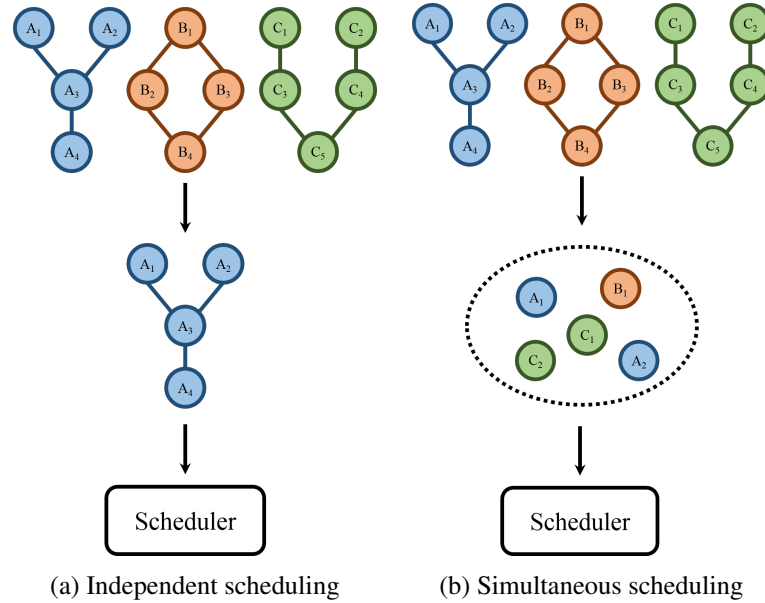 A₁ A₂ B₁ C₁ C₂ A₁ A₂ B₁ C₁ C₂
A₃ B₂ B₃ C₃ C₄ A₃ B₂ B₃ C₃ C₄
A₄ B₄ C₅ A₄ B₄ C₅
A₁ A₂
A₃
A₄
A₁ B₁
C₁
C₂ A₂
Scheduler Scheduler
(a) Independent scheduling (b) Simultaneous scheduling